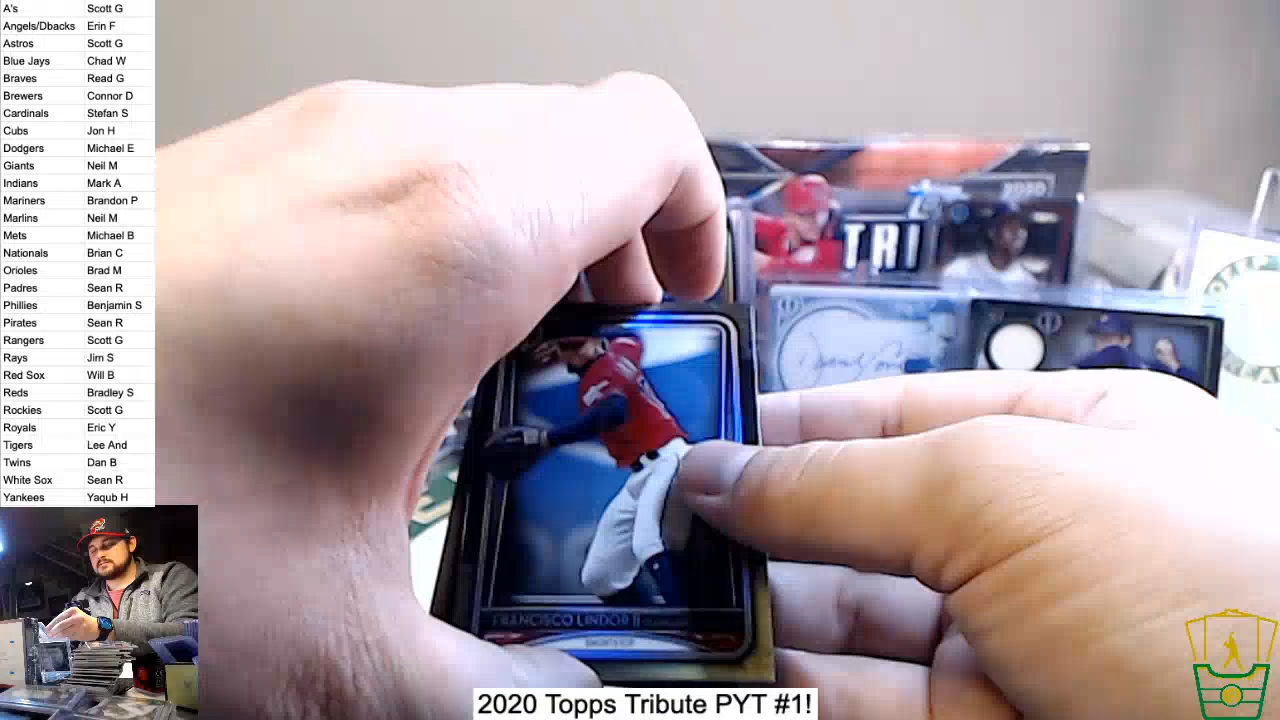 A's Scott G
Angels/Dbacks Erin F
Astros Scott G
Blue Jays Chad W
Braves Read G
Brewers Connor D
Cardinals Stefan S
Cubs Jon H
Dodgers Michael E
Giants Neil M
Indians Mark A
Mariners Brandon P
Marlins Neil M
Mets Michael B
Nationals Brian C
Orioles Brad M
Padres Sean R
Phillies Benjamin S
Pirates Sean R
Rangers Scott G
Rays Jim S
Red Sox Will B
Reds Bradley S
Rockies Scott G
Royals Eric Y
Tigers Lee And
Twins Dan B
White Sox Sean R
Yankees Yaqub H
2020
TRI
FRANCISCO LINDOR
2020 Topps Tribute PYT #1!